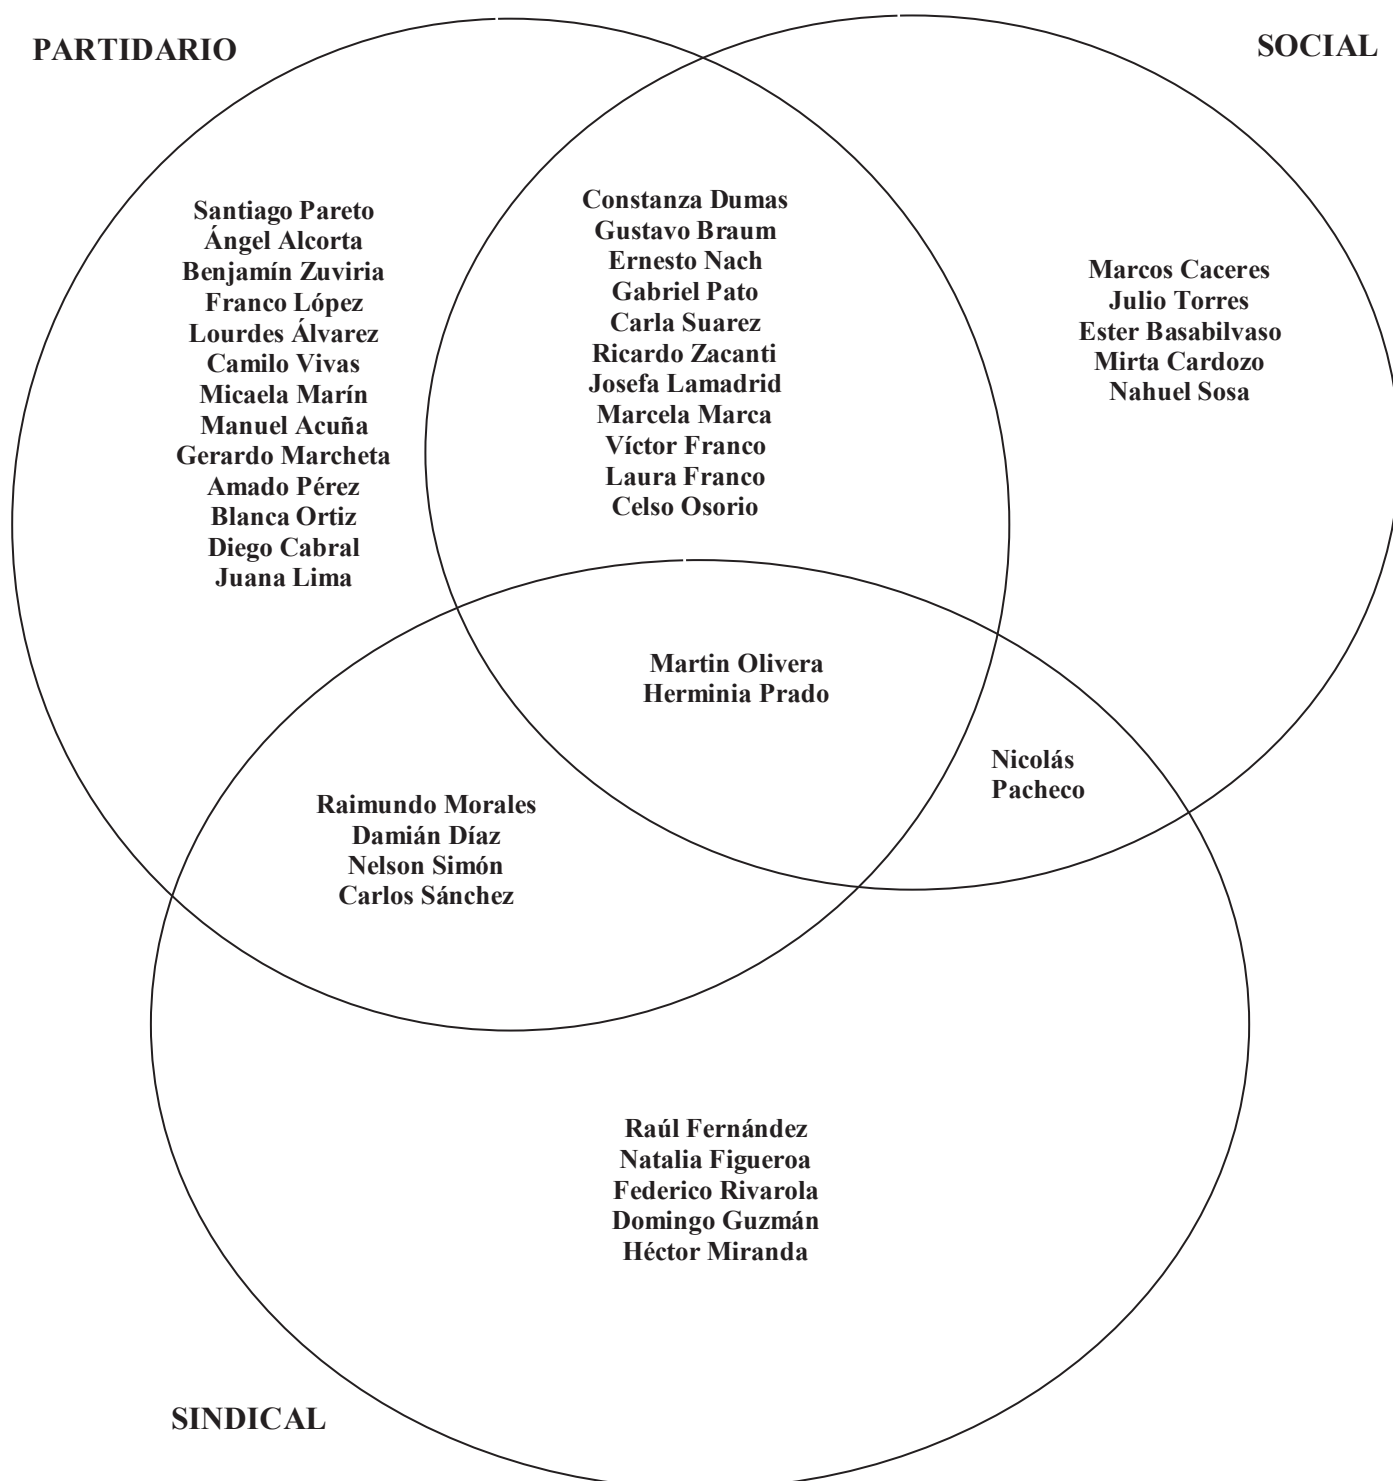 PARTIDARIO
SOCIAL
Santiago Pareto
Ángel Alcorta
Benjamín Zuviria
Franco López
Lourdes Álvarez
Camilo Vivas
Micaela Marín
Manuel Acuña
Gerardo Marcheta
Amado Pérez
Blanca Ortiz
Diego Cabral
Juana Lima
Constanza Dumas
Gustavo Braum
Ernesto Nach
Gabriel Pato
Carla Suarez
Ricardo Zacanti
Josefa Lamadrid
Marcela Marca
Víctor Franco
Laura Franco
Celso Osorio
Marcos Caceres
Julio Torres
Ester Basabilvaso
Mirta Cardozo
Nahuel Sosa
Martin Olivera
Herminia Prado
Nicolás
Pacheco
Raimundo Morales
Damián Díaz
Nelson Simón
Carlos Sánchez
Raúl Fernández
Natalia Figueroa
Federico Rivarola
Domingo Guzmán
Héctor Miranda
SINDICAL